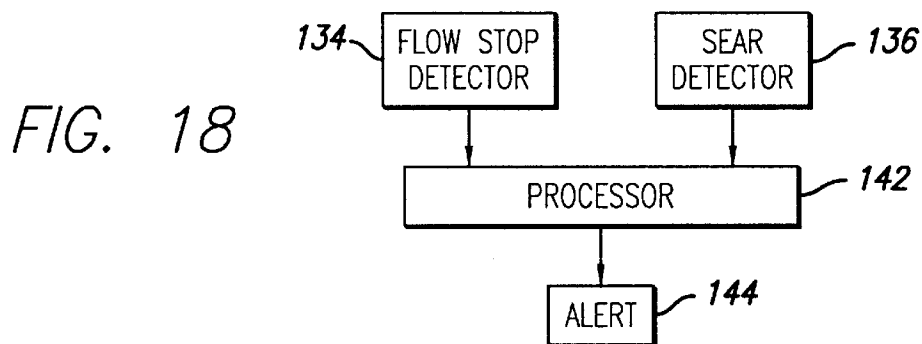 134
FLOW STOP
DETECTOR
SEAR
DETECTOR
136
FIG. 18
PROCESSOR
142
ALERT
144